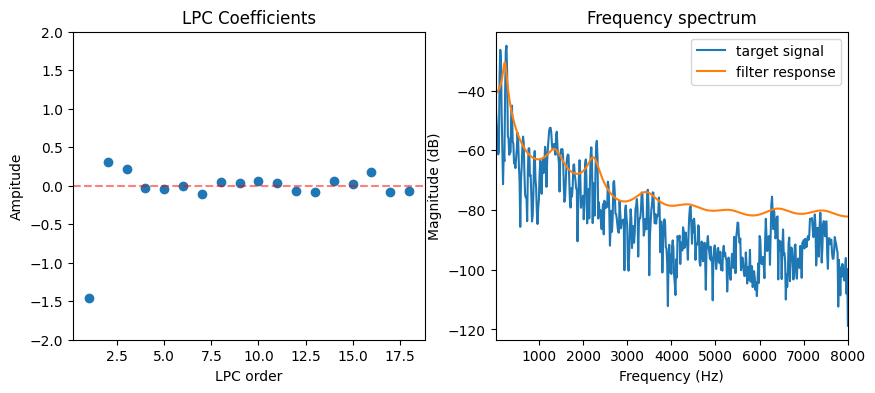 LPC Coefficients
2.0
1.5
1.0
0.5
0.0
−0.5
−1.0
−1.5
−2.0
Ampitude
2.5 5.0 7.5 10.0 12.5 15.0 17.5
LPC order
Frequency spectrum
target signal
filter response
−40
−60
−80
−100
−120
Magnitude (dB)
1000 2000 3000 4000 5000 6000 7000 8000
Frequency (Hz)